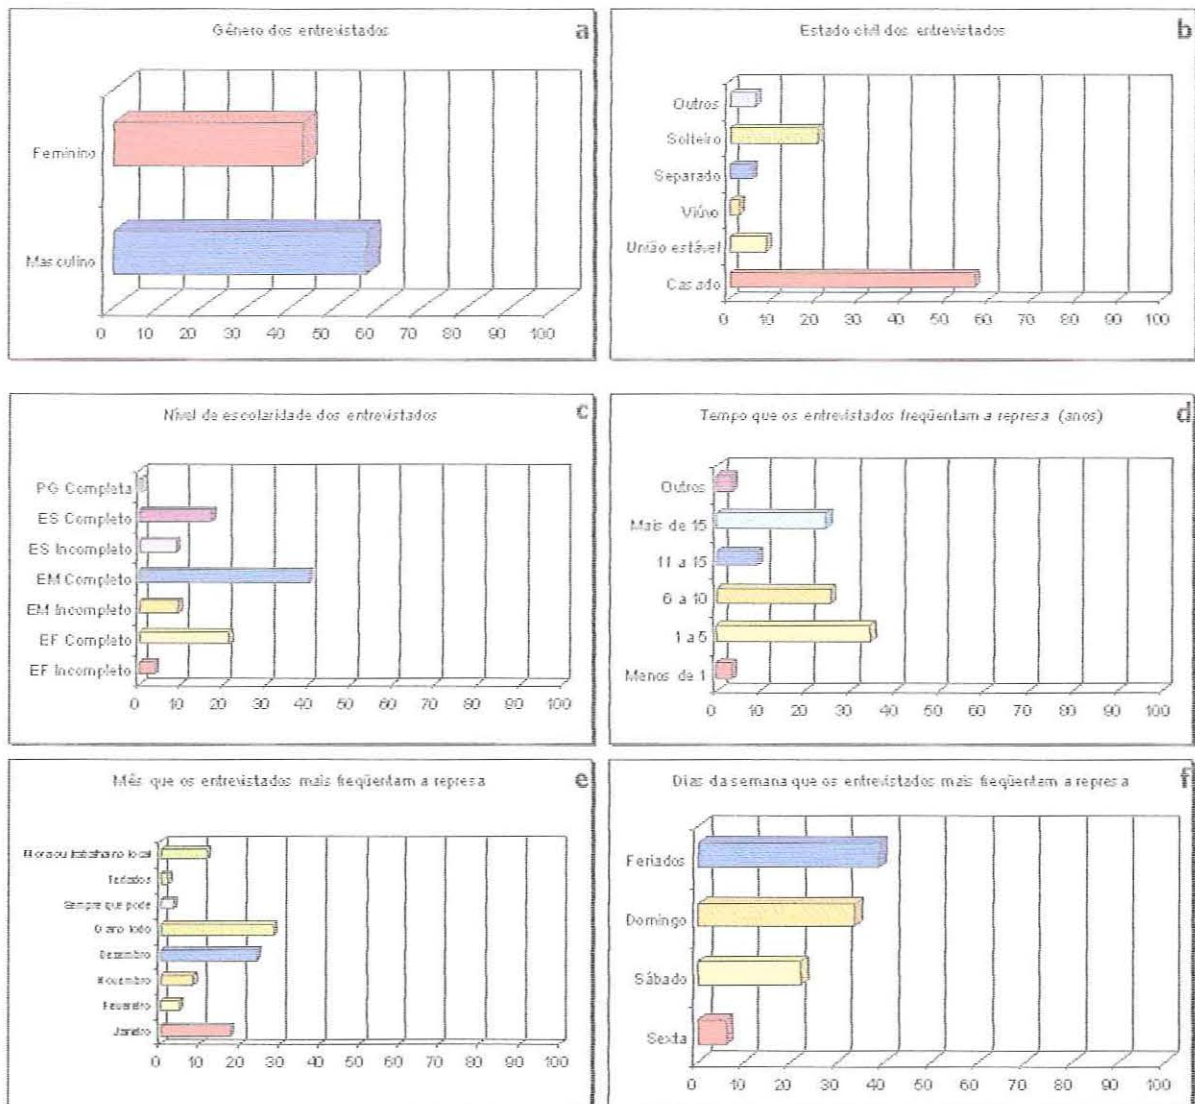 Gênero dos entrevistados
a
Feminino
Masculino
0 10 20 30 40 50 60 70 80 90 100
Estado civil dos entrevistados
b
Outros
Solteiro
Separado
Viúvo
União estável
Casado
0 10 20 30 40 50 60 70 80 90 100
Nível de escolaridade dos entrevistados
c
PG Completa
ES Completo
ES Incompleto
EM Completo
EM Incompleto
EF Completo
EF Incompleto
0 10 20 30 40 50 60 70 80 90 100
Tempo que os entrevistados freqüentam a represa (anos)
d
Outros
Mais de 15
11 a 15
6 a 10
1 a 5
Menos de 1
0 10 20 30 40 50 60 70 80 90 100
Mês que os entrevistados mais freqüentam a represa
e
Mora ou trabalha no local
Feriados
Sempre que pode
O ano todo
Dezembro
Novembro
Fevereiro
Janeiro
0 10 20 30 40 50 60 70 80 90 100
Dias da semana que os entrevistados mais freqüentam a represa
f
Feriados
Domingo
Sábado
Sexta
0 10 20 30 40 50 60 70 80 90 100